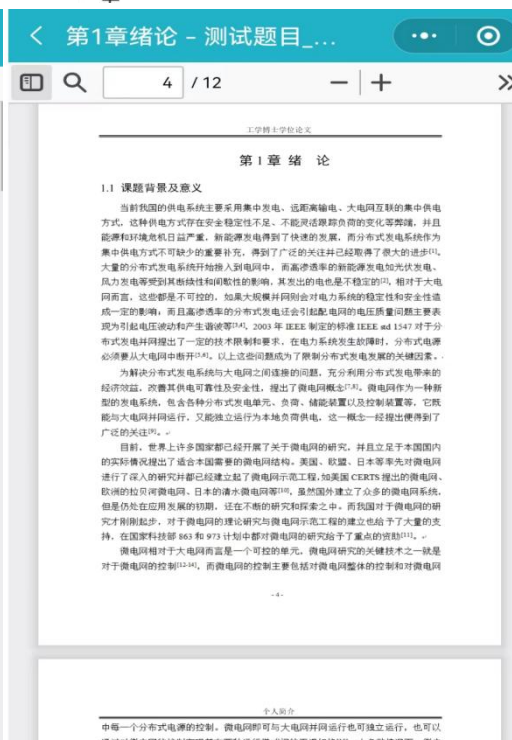 章
第1章绪论 – 测试题目_...
4 / 12
工学博士学位论文
第 1 章 绪 论
1.1 课题背景及意义
当前我国的供电系统主要采用集中发电、远距离输电、大电网互联的集中供电
方式，这种供电方式存在安全稳定性不足、不能灵活跟踪负荷的变化等弊端，并且
能源和环境危机日益严重，新能源发电得到了快速的发展，而分布式发电系统作为
集中供电方式不可缺少的重要补充，得到了广泛的关注已经取得了很大的进步[1]。
大量的分布式发电系统开始接入到电网中，而高渗透率的新能源发电如光伏发电、
风力发电等受到其断续性和间歇性的影响，其发出的电也是不稳定的[2]，相对于大电
网而言，这些都是不可控的，如果大规模并网则会对电力系统的稳定性和安全性造
成一定的影响；而且高渗透率的分布式发电还会引起配电网的电压质量问题主要表
现为引起电压波动和产生谐波等[3,4]。2003 年 IEEE 制定的标准 IEEE std 1547 对于分
布式发电并网提出了一定的技术限制和要求，在电力系统发生故障时，分布式电源
必须要从大电网中断开[5,6]。以上这些问题成为了限制分布式发电发展的关键因素。
为解决分布式发电系统与大电网之间连接的问题，充分利用分布式发电带来的
经济效益，改善其供电可靠性及安全性，提出了微电网概念[7,8]。微电网作为一种新
型的发电系统，包含各种分布式发电单元、负荷、储能装置以及控制装置等，它既
能与大电网并网运行，又能独立运行为本地负荷供电，这一概念一经提出便得到了
广泛的关注[9]。
目前，世界上许多国家都已经开展了关于微电网的研究，并且立足于本国国内
的实际情况提出了适合本国需要的微电网结构。美国、欧盟、日本等率先对微电网
进行了深入的研究并都已经建立起了微电网示范工程,如美国 CERTS 提出的微电网、
欧洲的拉贝河微电网、日本的清水微电网等[10]，虽然国外建立了众多的微电网系统，
但是仍处在应用发展的初期，还在不断的研究和探索之中。而我国对于微电网的研
究才刚刚起步，对于微电网的理论研究与微电网示范工程的建立也给予了大量的支
持，在国家科技部 863 和 973 计划中都对微电网的研究给予了重点的资助[11]。
微电网相对于大电网而言是一个可控的单元，微电网研究的关键技术之一就是
对于微电网的控制[12-14]，而微电网的控制主要包括对微电网整体的控制和对微电网
-4-
个人简介
中每一个分布式电源的控制。微电网即可与大电网并网运行也可独立运行，也可以